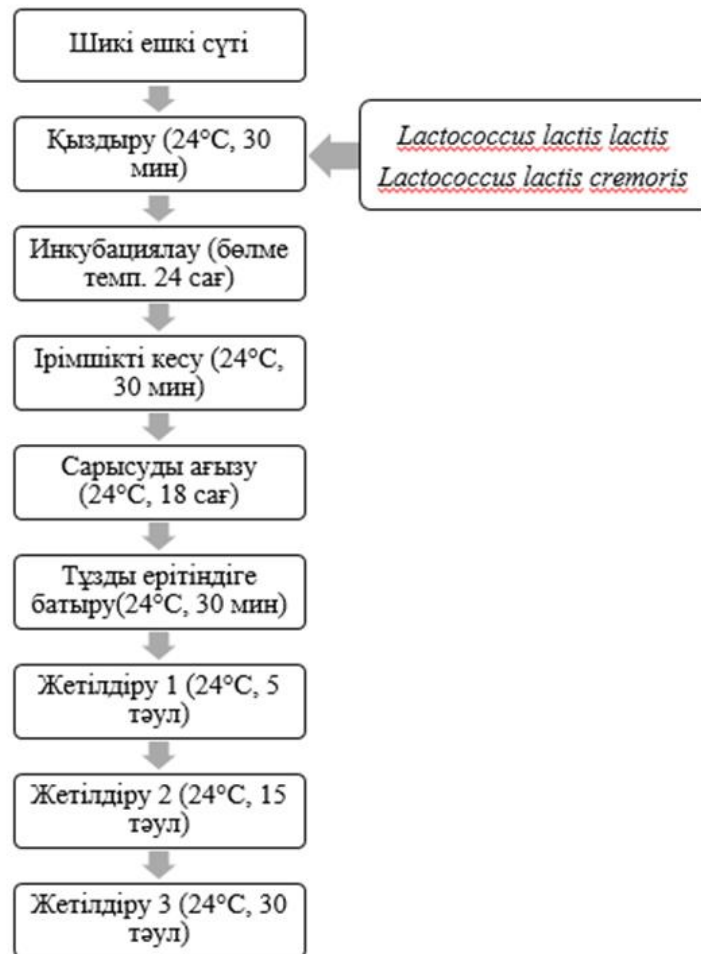 Шикі ешкі сүті
Қыздыру (24°С, 30
мин)
Lactococcus lactis lactis
Lactococcus lactis cremoris
Инкубациялау (бөлме
темп. 24 сағ)
Ірімшікті кесу (24°С,
30 мин)
Сарысуды ағызу
(24°С, 18 сағ)
Тұзды ерітіндіге
батыру(24°С, 30 мин)
Жетілдіру 1 (24°С, 5
тәул)
Жетілдіру 2 (24°С, 15
тәул)
Жетілдіру 3 (24°С, 30
тәул)